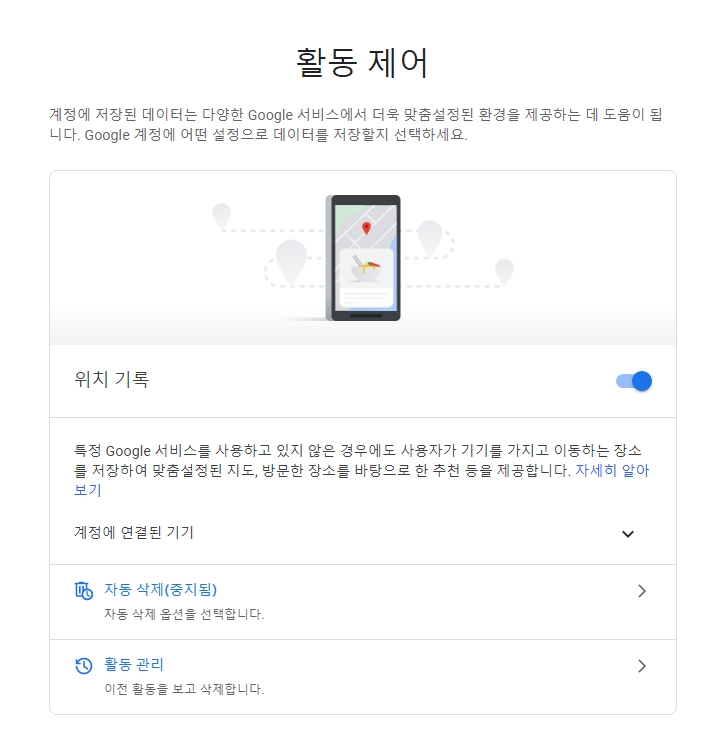 활동 제어
계정에 저장된 데이터는 다양한 Google 서비스에서 더욱 맞춤설정된 환경을 제공하는 데 도움이 됩
니다. Google 계정에 어떤 설정으로 데이터를 저장할지 선택하세요.
위치 기록
특정 Google 서비스를 사용하고 있지 않은 경우에도 사용자가 기기를 가지고 이동하는 장소
를 저장하여 맞춤설정된 지도, 방문한 장소를 바탕으로 한 추천 등을 제공합니다. 자세히 알아
보기
계정에 연결된 기기
자동 삭제(중지됨)
자동 삭제 옵션을 선택합니다.
활동 관리
이전 활동을 보고 삭제합니다.